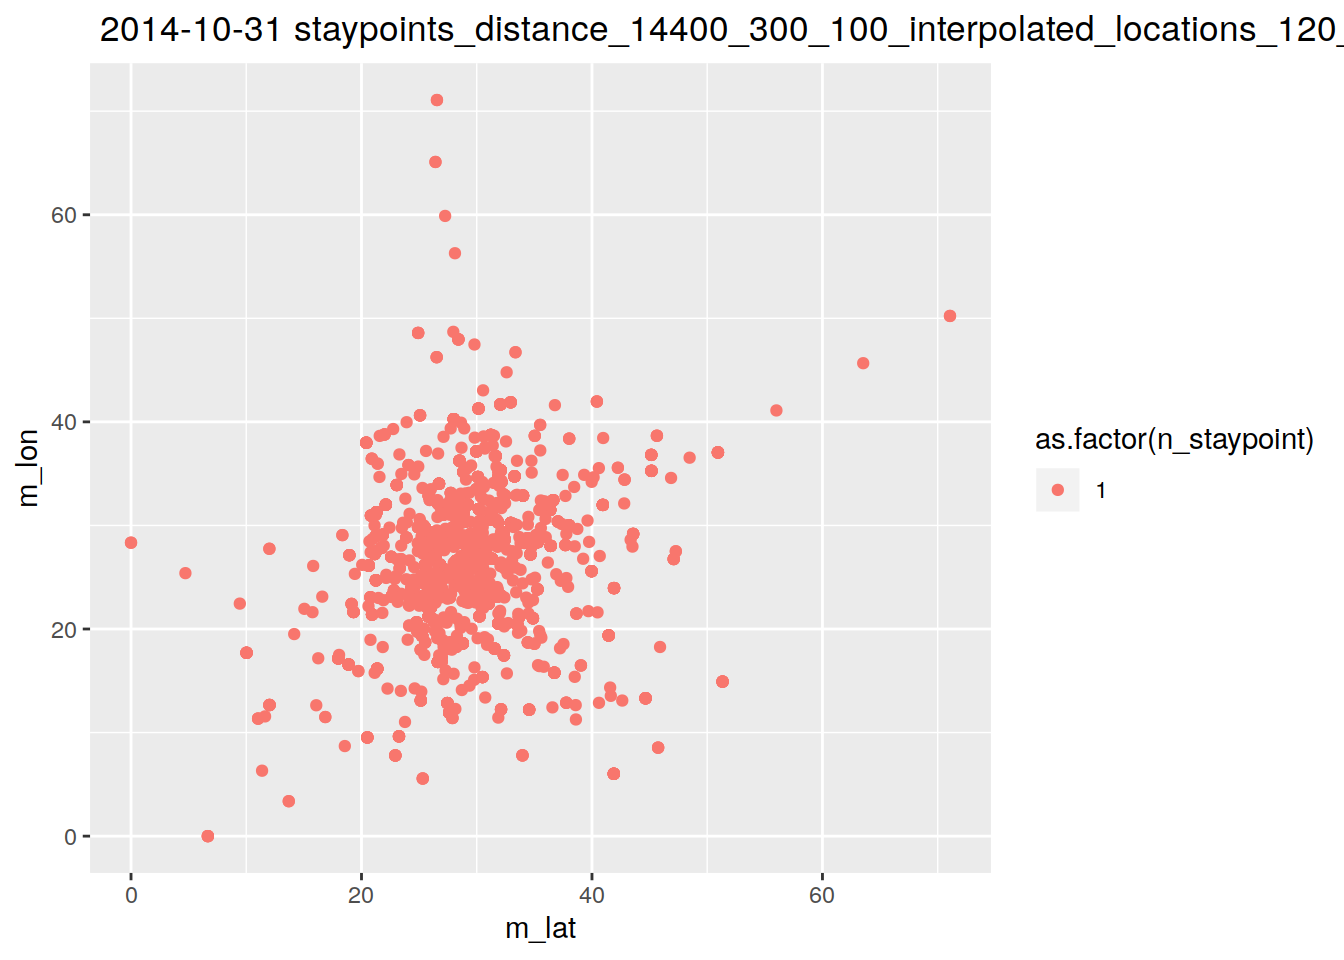 2014-10-31 staypoints_distance_14400_300_100_interpolated_locations_120_
60
40
20
0
m_lon
0 20 40 60
m_lat
as.factor(n_staypoint)
1